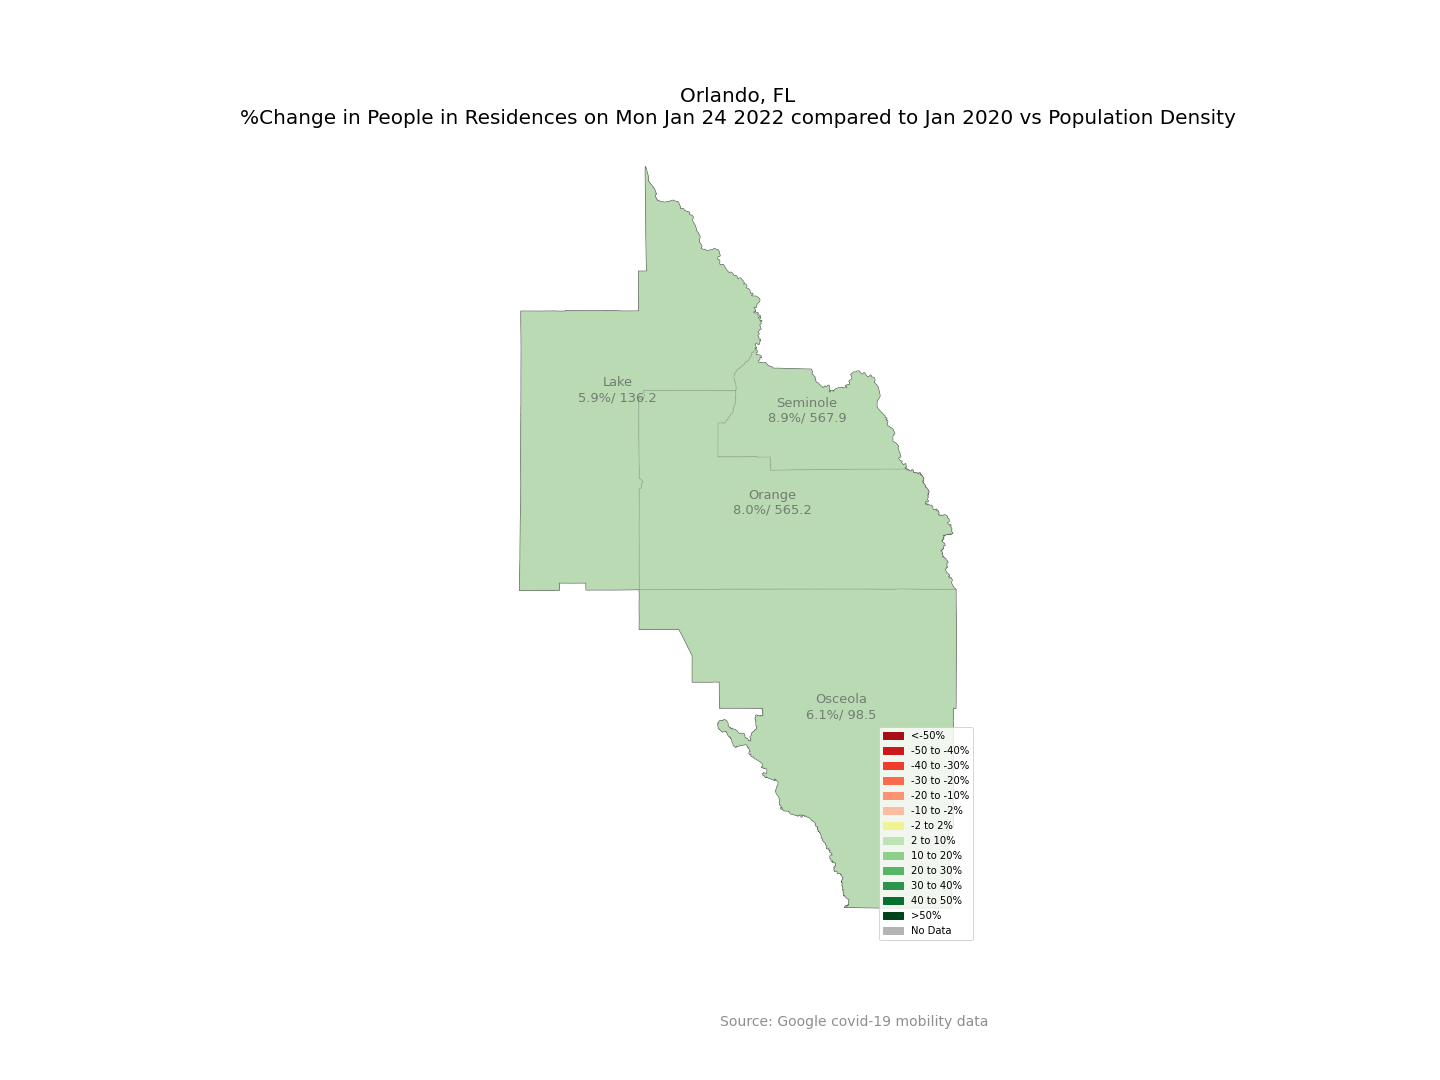 Orlando, FL
%Change in People in Residences on Mon Jan 24 2022 compared to Jan 2020 vs Population Density
Lake
5.9%/ 136.2
Seminole
8.9%/ 567.9
Orange
8.0%/ 565.2
Osceola
6.1%/ 98.5
<-50%
-50 to -40%
-40 to -30%
-30 to -20%
-20 to -10%
-10 to -2%
-2 to 2%
2 to 10%
10 to 20%
20 to 30%
30 to 40%
40 to 50%
>50%
No Data
Source: Google covid-19 mobility data